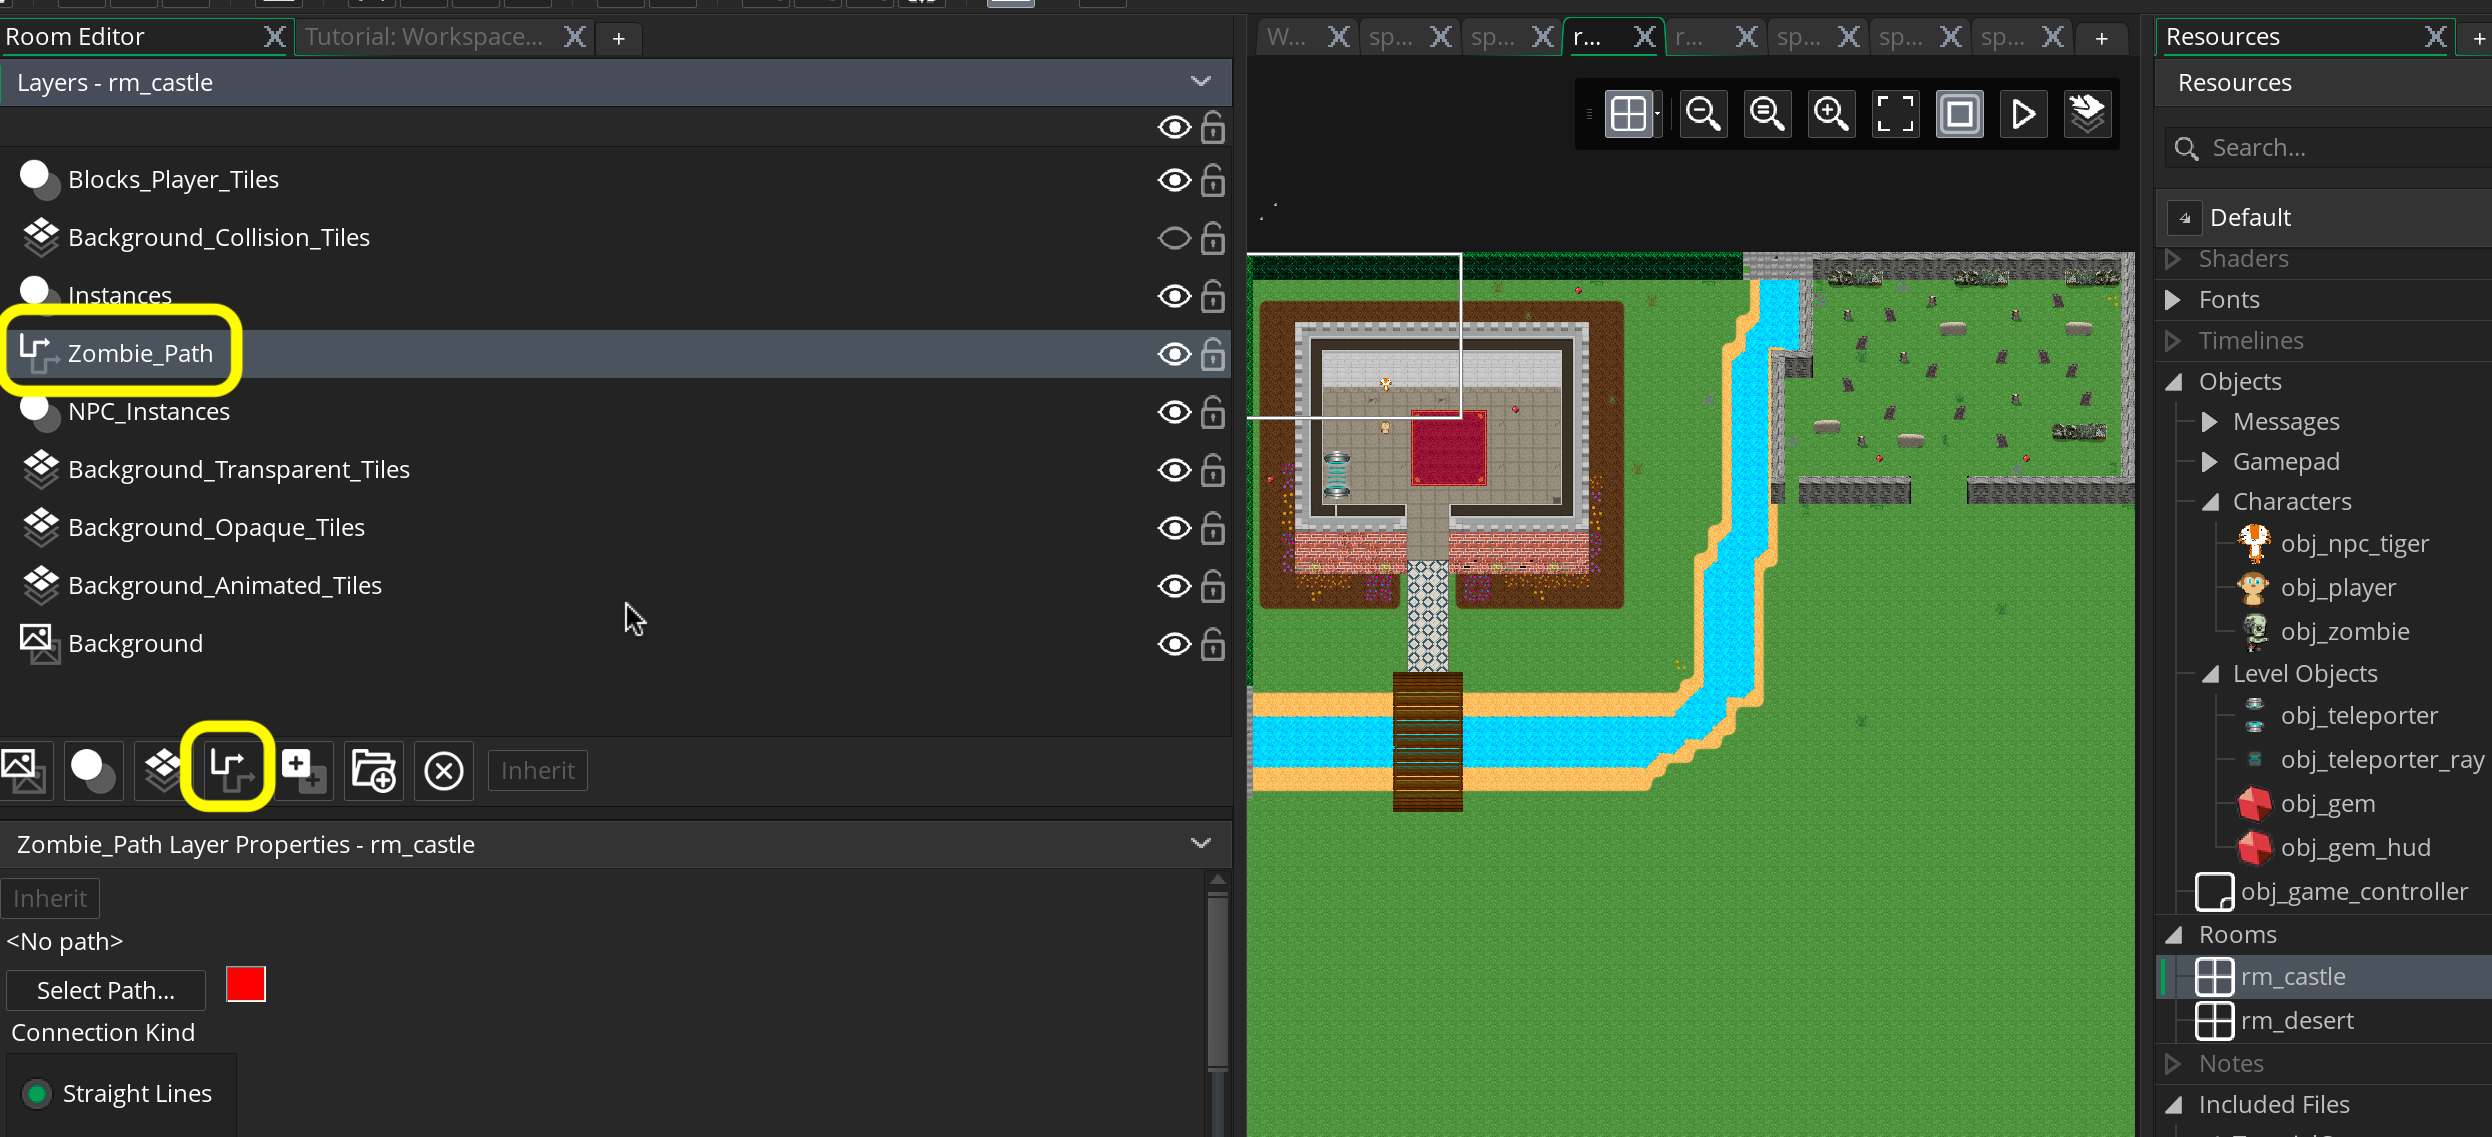 Room Editor
Tutorial: Workspace...
+
W...
sp...
sp...
r...
r...
sp...
sp...
sp...
+
Resources
+
Layers - rm_castle
Resources
Search...
Blocks_Player_Tiles
Background_Collision_Tiles
Instances
Zombie_Path
NPC_Instances
Background_Transparent_Tiles
Background_Opaque_Tiles
Background_Animated_Tiles
Background
Inherit
Zombie_Path Layer Properties - rm_castle
Inherit
<No path>
Select Path...
Connection Kind
Straight Lines
Default
Shaders
Fonts
Timelines
Objects
Messages
Gamepad
Characters
obj_npc_tiger
obj_player
obj_zombie
Level Objects
obj_teleporter
obj_teleporter_ray
obj_gem
obj_gem_hud
obj_game_controller
Rooms
rm_castle
rm_desert
Notes
Included Files